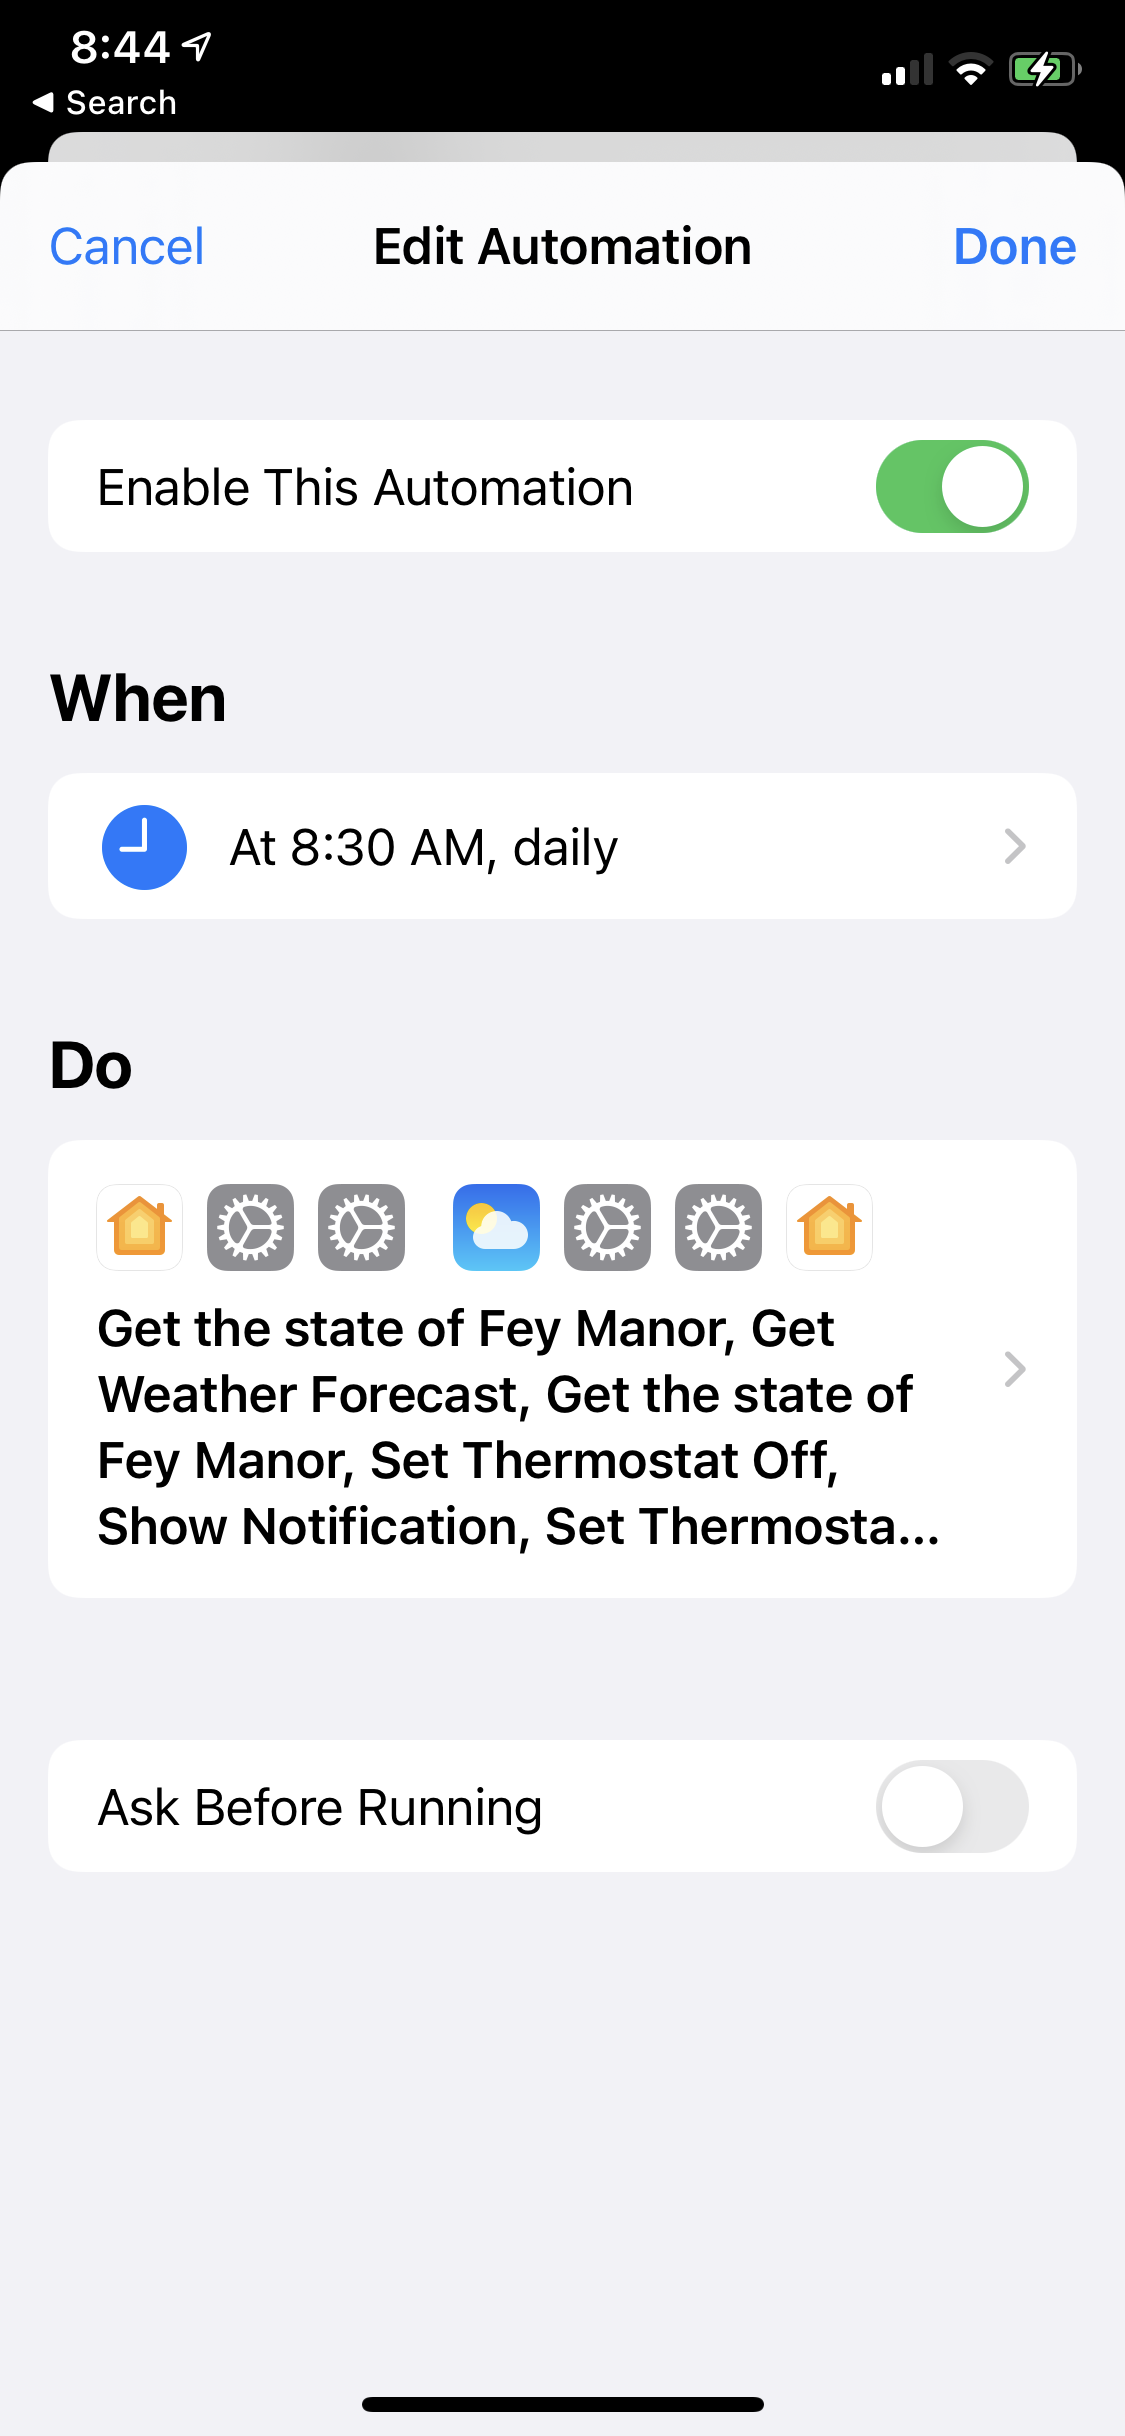 8:44
Search
Cancel
Edit Automation
Done
Enable This Automation
When
At 8:30 AM, daily
Do
Get the state of Fey Manor, Get
Weather Forecast, Get the state of
Fey Manor, Set Thermostat Off,
Show Notification, Set Thermosta...
Ask Before Running